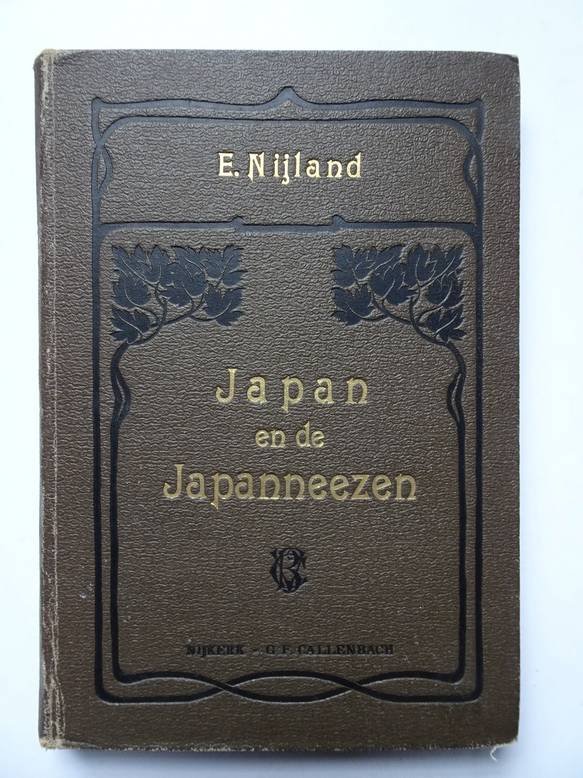 E. Nijland
Japan
en de
Japanneezen
NIJKERK - G. F. CALLENBACH